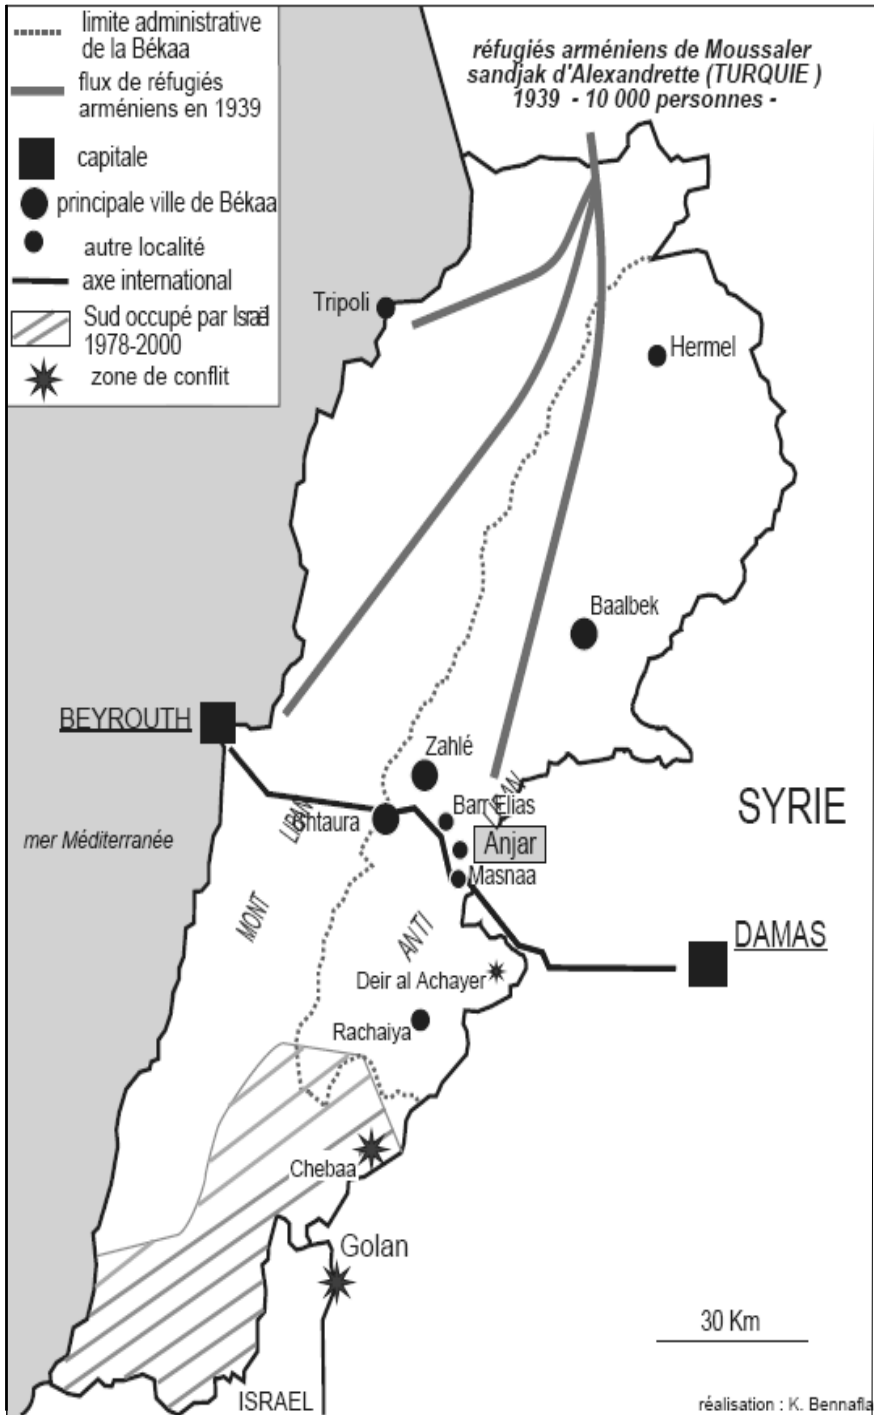 limite administrative
de la Békaa
flux de réfugiés
arméniens en 1939
capitale
principale ville de Békaa
autre localité
axe international
Sud occupé par Israël
1978-2000
zone de conflit
réfugiés arméniens de Moussaler
sandjak d'Alexandrette (TURQUIE )
1939 - 10 000 personnes -
Tripoli
Hermel
Baalbek
BEYROUTH
Zahlé
Barr Elias
LIBAN
SYRIE
mer Méditerranée
LIBAN
Chtaura
Anjar
Masnaa
MONT
ANTI
DAMAS
Deir al Achayer
Rachaiya
Chebaa
Golan
30 Km
ISRAEL
réalisation : K. Bennafla